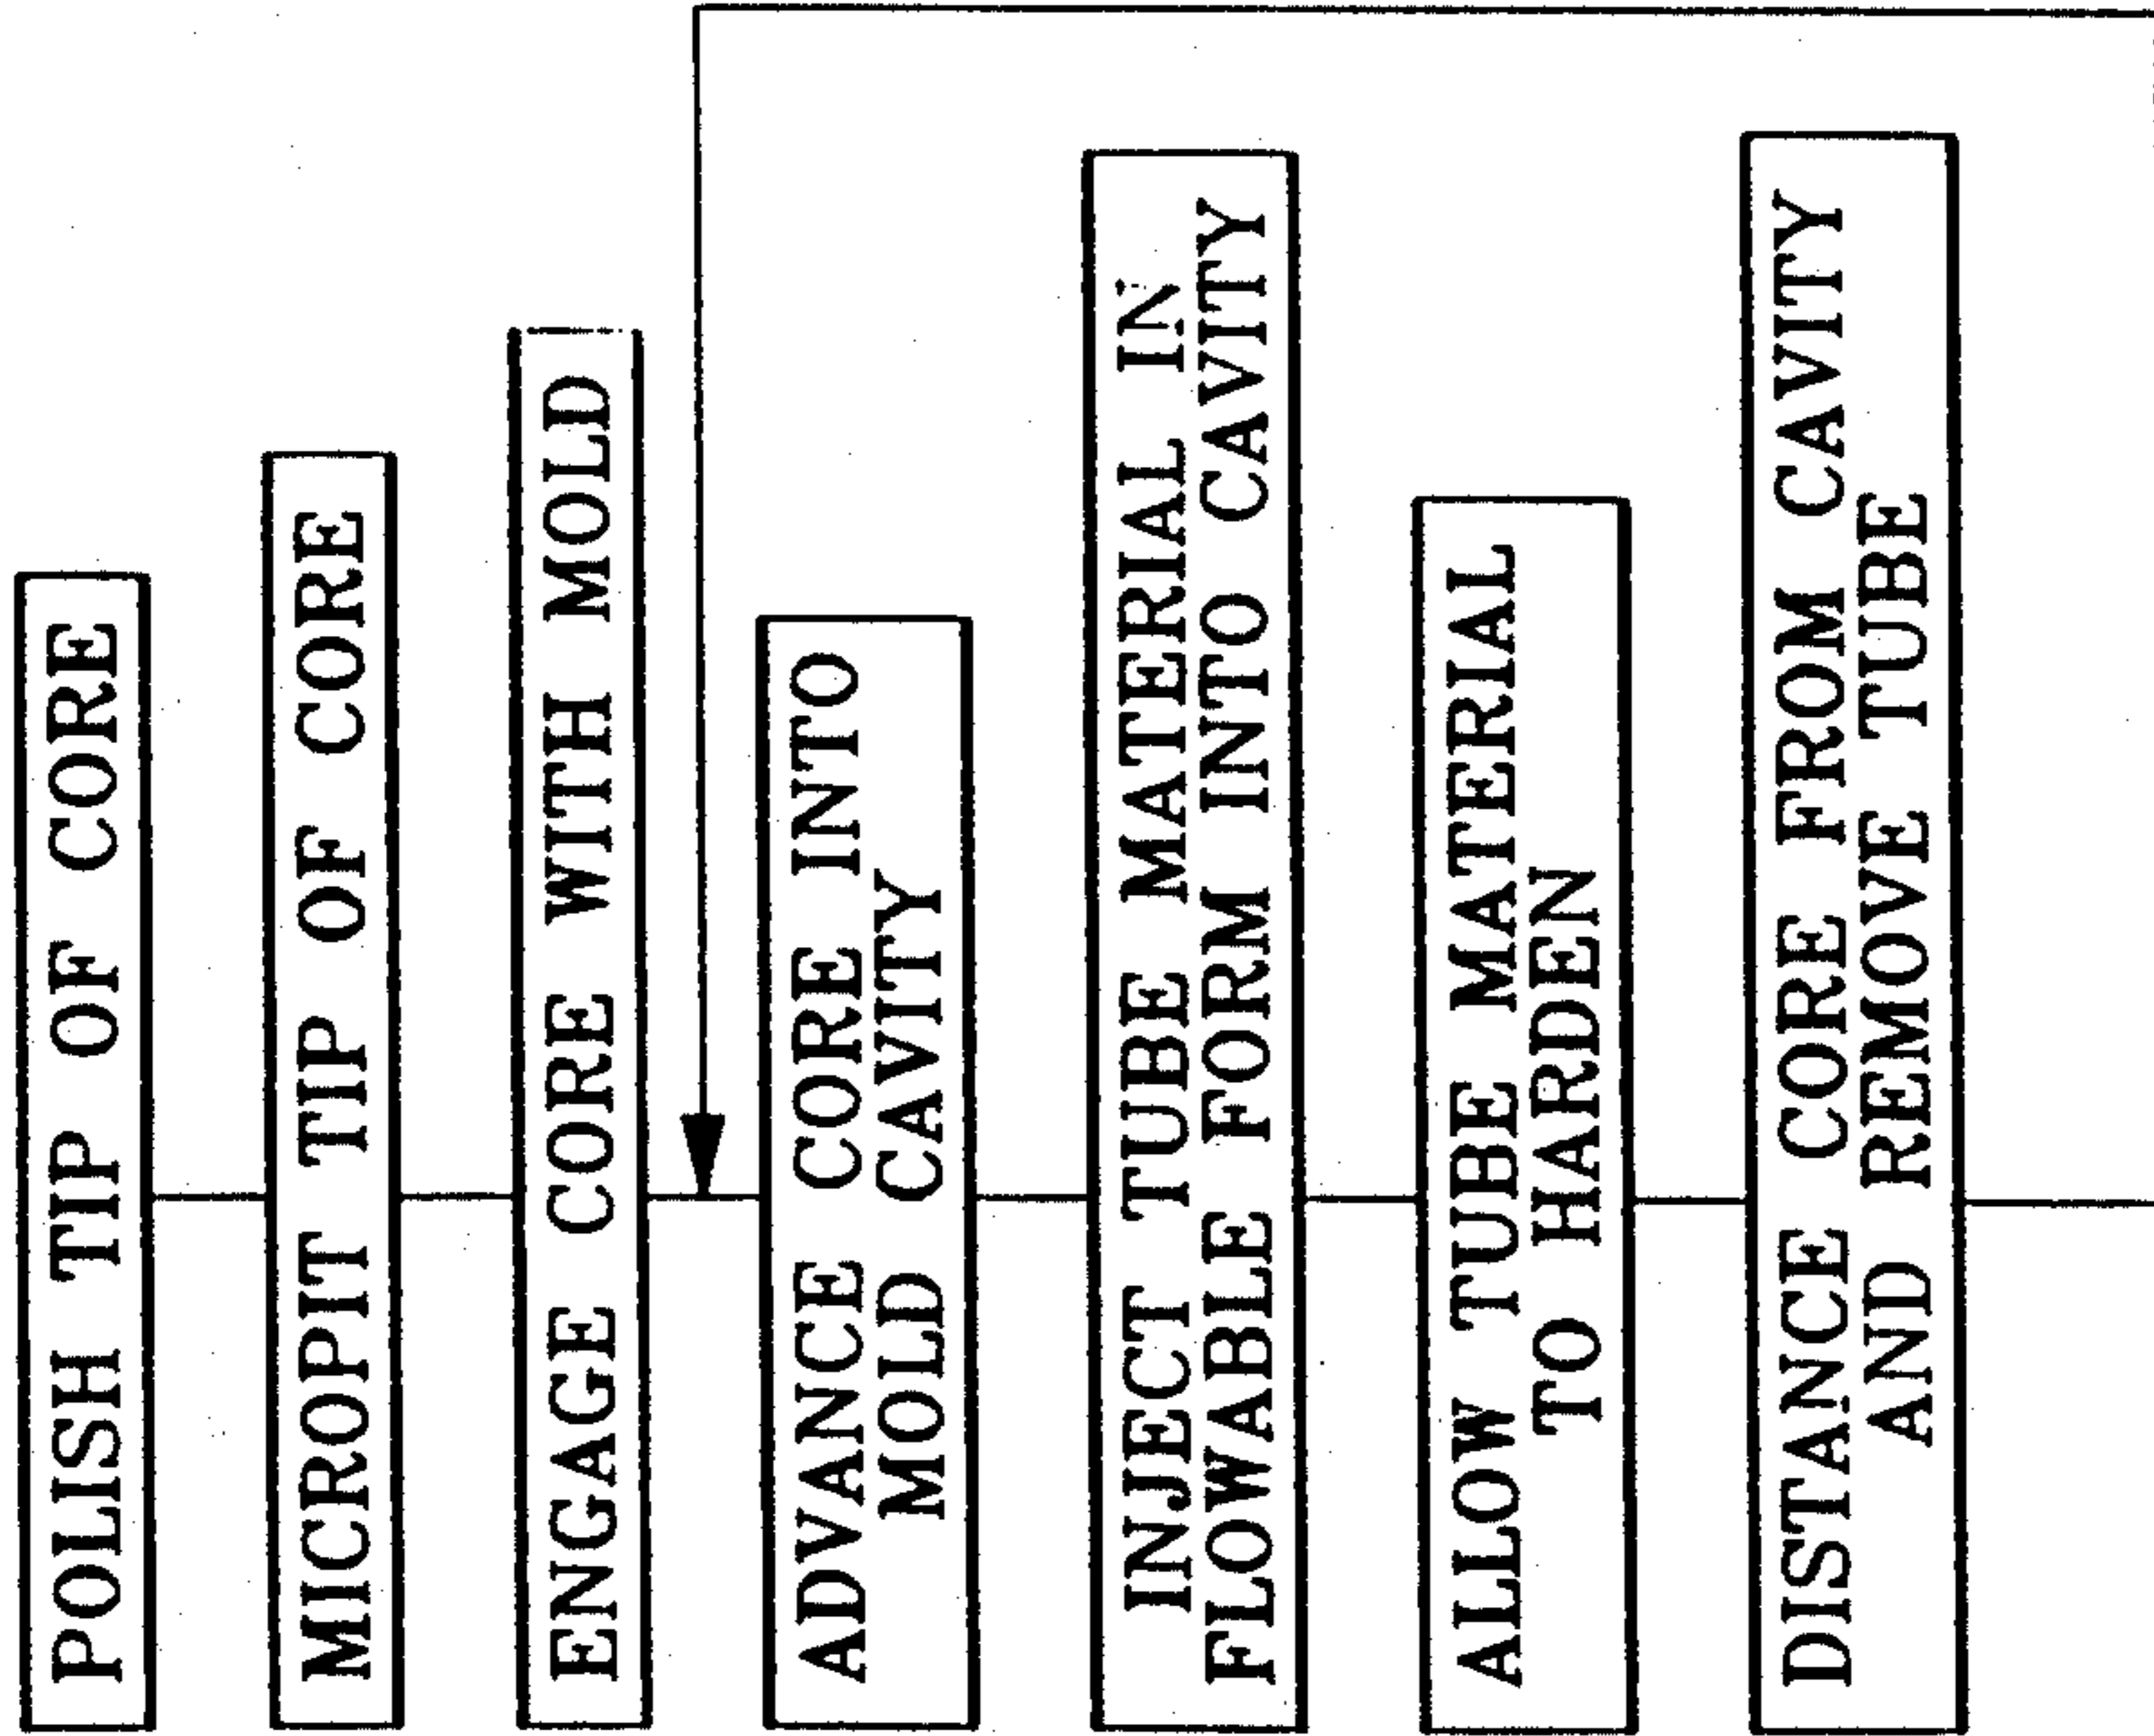 POLISH TIP OF CORE
MICROPIT TIP OF CORE
ENGAGE CORE WITH MOLD
ADVANCE CORE INTO
MOLD CAVITY
INJECT TUBE MATERIAL IN
FLOWABLE FORM INTO CAVITY
ALLOW TUBE MATERIAL
TO HARDEN
DISTANCE CORE FROM CAVITY
AND REMOVE TUBE